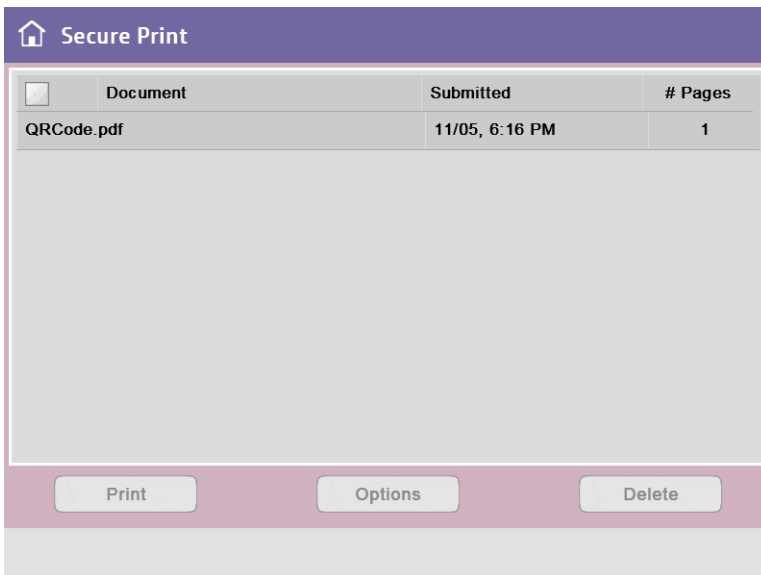 Secure Print
Document Submitted # Pages
QRCode.pdf 11/05, 6:16 PM 1
Print Options Delete